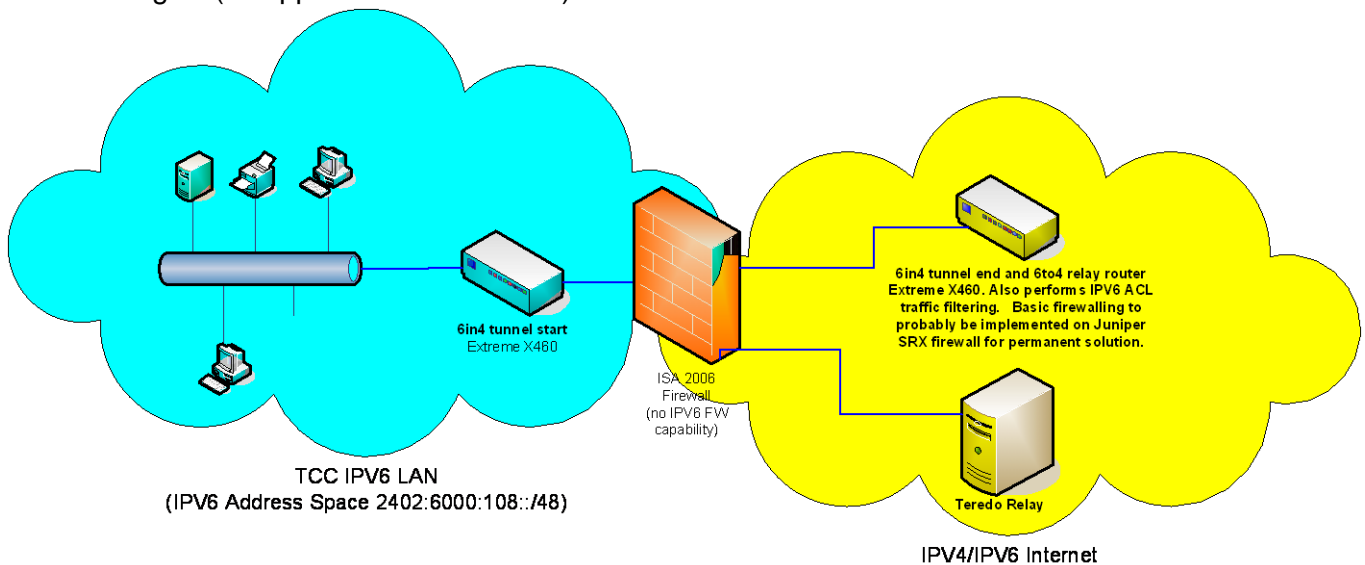 6in4 tunnel start
Extreme X460
ISA 2006
Firewall
(no IPV6 FW
capability)
6in4 tunnel end and 6to4 relay router
Extreme X460. Also performs IPV6 ACL
traffic filtering. Basic firewalling to
probably be implemented on Juniper
SRX firewall for permanent solution.
Teredo Relay
TCC IPV6 LAN
(IPV6 Address Space 2402:6000:108::/48)
IPV4/IPV6 Internet